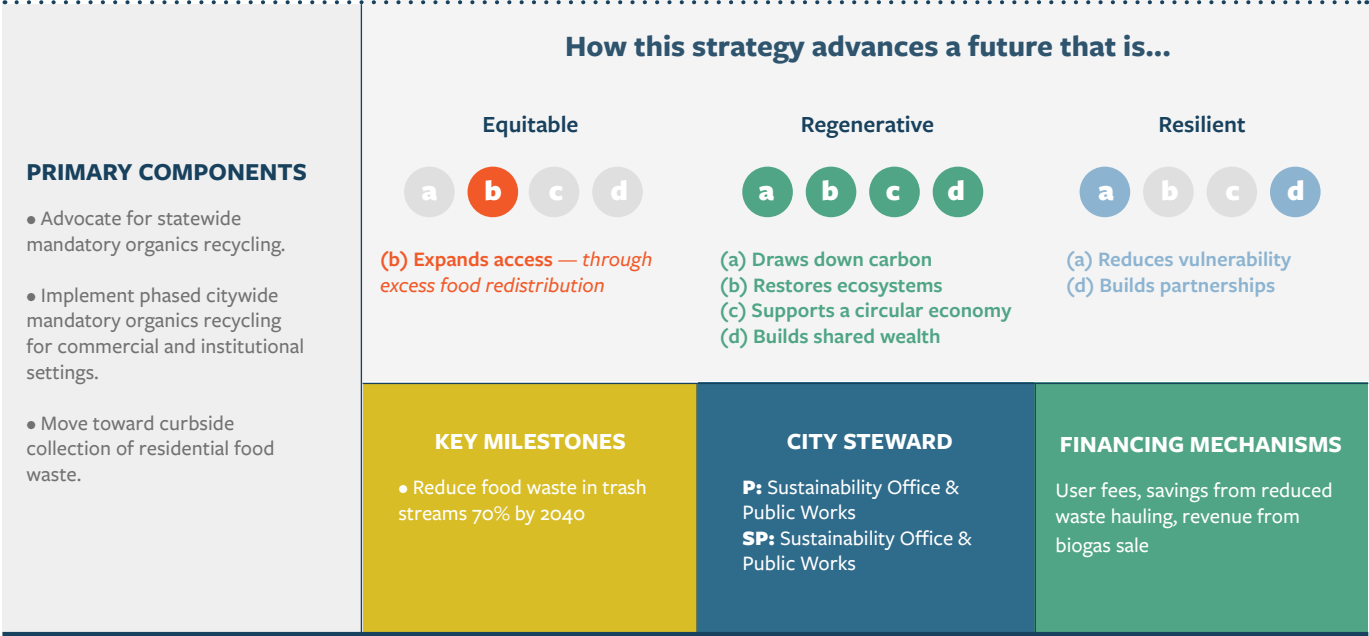 How this strategy advances a future that is...
PRIMARY COMPONENTS
• Advocate for statewide
mandatory organics recycling.
• Implement phased citywide
mandatory organics recycling
for commercial and institutional
settings.
• Move toward curbside
collection of residential food
waste.
Equitable
a b c d
(b) Expands access — through
excess food redistribution
Regenerative
a b c d
(a) Draws down carbon
(b) Restores ecosystems
(c) Supports a circular economy
(d) Builds shared wealth
Resilient
a b c d
(a) Reduces vulnerability
(d) Builds partnerships
KEY MILESTONES
• Reduce food waste in trash
streams 70% by 2040
CITY STEWARD
P: Sustainability Office &
Public Works
SP: Sustainability Office &
Public Works
FINANCING MECHANISMS
User fees, savings from reduced
waste hauling, revenue from
biogas sale